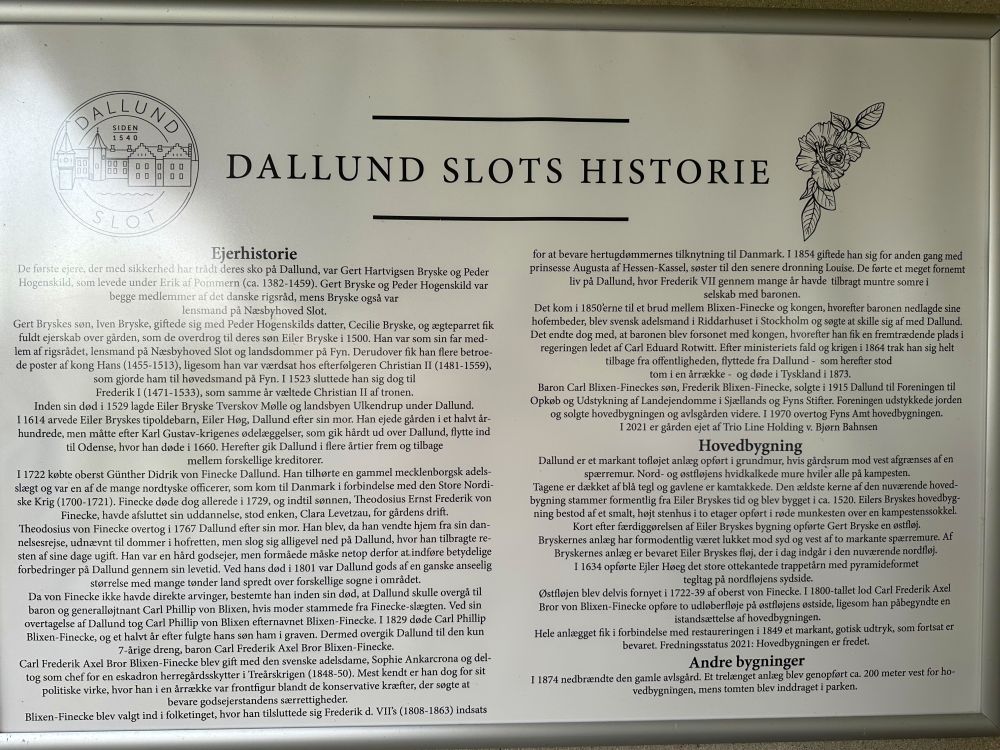 DALLUND
SIDEN
1540
SLOT
DALLUND SLOTS HISTORIE
Ejerhistorie
De første ejere, der med sikkerhed har trådt deres sko på Dallund, var Gert Hartvigsen Bryske og Peder
Hogenskild, som levede under Erik af Pommern (ca. 1382-1459). Gert Bryske og Peder Hogenskild var
begge medlemmer af det danske rigsråd, mens Bryske også var
lensmand på Næsbyhoved Slot.
Gert Bryskes søn, Iven Bryske, giftede sig med Peder Hogenskilds datter, Cecilie Bryske, og ægteparret fik
fuldt ejerskab over gården, som de overdrog til deres søn Eiler Bryske i 1500. Han var som sin far med-
lem af rigsrådet, lensmand på Næsbyhoved Slot og landsdommer på Fyn. Derudover fik han flere betroe-
de poster af kong Hans (1455-1513), ligesom han var værdsat hos efterfølgeren Christian II (1481-1559),
som gjorde ham til høvedsmand på Fyn. I 1523 sluttede han sig dog til
Frederik I (1471-1533), som samme år væltede Christian II af tronen.
Inden sin død i 1529 lagde Eiler Bryske Tverskov Mølle og landsbyen Ulkendrup under Dallund.
I 1614 arvede Eiler Bryskes tipoldebarn, Eiler Høg, Dallund efter sin mor. Han ejede gården i et halvt år-
hundrede, men måtte efter Karl Gustav-krigenes ødelæggelser, som gik hårdt ud over Dallund, flytte ind
til Odense, hvor han døde i 1660. Herefter gik Dallund i flere årtier frem og tilbage
mellem forskellige kreditorer.
I 1722 købte oberst Günther Didrik von Finecke Dallund. Han tilhørte en gammel mecklenborgsk adels-
slægt og var en af de mange nordtyske officerer, som kom til Danmark i forbindelse med den Store Nordi-
ske Krig (1700-1721). Finecke døde dog allerede i 1729, og indtil sønnen, Theodosius Ernst Frederik von
Finecke, havde afsluttet sin uddannelse, stod enken, Clara Levetzau, for gårdens drift.
Theodosius von Finecke overtog i 1767 Dallund efter sin mor. Han blev, da han vendte hjem fra sin dan-
nelsesrejse, udnævnt til dommer i hofretten, men slog sig alligevel ned på Dallund, hvor han tilbragte re-
sten af sine dage ugift. Han var en hård godsejer, men formåede måske netop derfor at indføre betydelige
forbedringer på Dallund gennem sin levetid. Ved hans død i 1801 var Dallund gods af en ganske anseelig
størrelse med mange tønder land spredt over forskellige sogne i området.
Da von Finecke ikke havde direkte arvinger, bestemte han inden sin død, at Dallund skulle overgå til
baron og generalløjtnant Carl Phillip von Blixen, hvis moder stammede fra Finecke-slægten. Ved sin
overtagelse af Dallund tog Carl Philip von Blixen efternavnet Blixen-Finecke. I 1829 døde Carl Phillip
Blixen-Finecke, og et halvt år efter fulgte hans søn ham i graven. Dermed overgik Dallund til den kun
7-årige dreng, baron Carl Frederik Axel Bror Blixen-Finecke.
Carl Frederik Axel Bror Blixen-Finecke blev gift med den svenske adelsdame, Sophie Ankarcrona og del-
tog som chef for en eskadron herregårdsskytter i Treårskrigen (1848-50). Mest kendt er han dog for sit
politiske virke, hvor han i en årrække var frontfigur blandt de konservative kræfter, der søgte at
bevare godsejerstandens særrettigheder.
Blixen-Finecke blev valgt ind i folketinget, hvor han tilsluttede sig Frederik d. VII's (1808-1863) indsats
for at bevare hertugdømmernes tilknytning til Danmark. I 1854 giftede han sig for anden gang med
prinsesse Augusta af Hessen-Kassel, søster til den senere dronning Louise. De førte et meget fornemt
liv på Dallund, hvor Frederik VII gennem mange år havde tilbragt muntre somre i
selskab med baronen.
Det kom i 1850'erne til et brud mellem Blixen-Finecke og kongen, hvorefter baronen nedlagde sine
hofembeder, blev svensk adelsmand i Riddarhuset i Stockholm og søgte at skille sig af med Dallund.
Det endte dog med, at baronen blev forsonet med kongen, hvorefter han fik en fremtrædende plads i
regeringen ledet af Carl Eduard Rotwitt. Efter ministeriets fald og krigen i 1864 trak han sig helt
tilbage fra offentligheden, flyttede fra Dallund - som herefter stod
tom i en årrække - og døde i Tyskland i 1873.
Baron Carl Blixen-Fineckes søn, Frederik Blixen-Finecke, solgte i 1915 Dallund til Foreningen til
Opkøb og Udstykning af Landejendomme i Sjællands og Fyns Stifter. Foreningen udstykkede jorden
og solgte hovedbygningen og avlsgården videre. I 1970 overtog Fyns Amt hovedbygningen.
I 2021 er gården ejet af Trio Line Holding v. Bjørn Bahnsen
Hovedbygning
Dallund er et markant tofløjet anlæg opført i grundmur, hvis gårdsrum mod vest afgrænses af en
spærremur. Nord- og østfløjens hvidkalkede mure hviler alle på kampesten.
Tagene er dækket af blå tegl og gavlene er kamtakkede. Den ældste kerne af den nuværende hoved-
bygning stammer formentlig fra Eiler Bryskes tid og blev bygget i ca. 1520. Eilers Bryskes hovedbyg-
ning bestod af et smalt, højt stenhus i to etager opført i røde munkesten over en kampestenssokkel.
Kort efter færdiggørelsen af Eiler Bryskes bygning opførte Gert Bryske en østfløj.
Bryskernes anlæg har formodentlig været lukket mod syd og vest af to markante spærremure. Af
Bryskernes anlæg er bevaret Eiler Bryskes fløj, der i dag indgår i den nuværende nordfløj.
I 1634 opførte Ejler Høeg det store ottekantede trappetårn med pyramideformet
tegltag på nordfløjens sydside.
Østfløjen blev delvis fornyet i 1722-39 af oberst von Finecke. I 1800-tallet lod Carl Frederik Axel
Bror von Blixen-Finecke opføre to udløberfløje på østfløjens østside, ligesom han påbegyndte en
istandsættelse af hovedbygningen.
Hele anlægget fik i forbindelse med restaureringen i 1849 et markant, gotisk udtryk, som fortsat er
bevaret. Fredningsstatus 2021: Hovedbygningen er fredet.
Andre bygninger
I 1874 nedbrændte den gamle avlsgård. Et trelænget anlæg blev genopført ca. 200 meter vest for ho-
vedbygningen, mens tomten blev inddraget i parken.